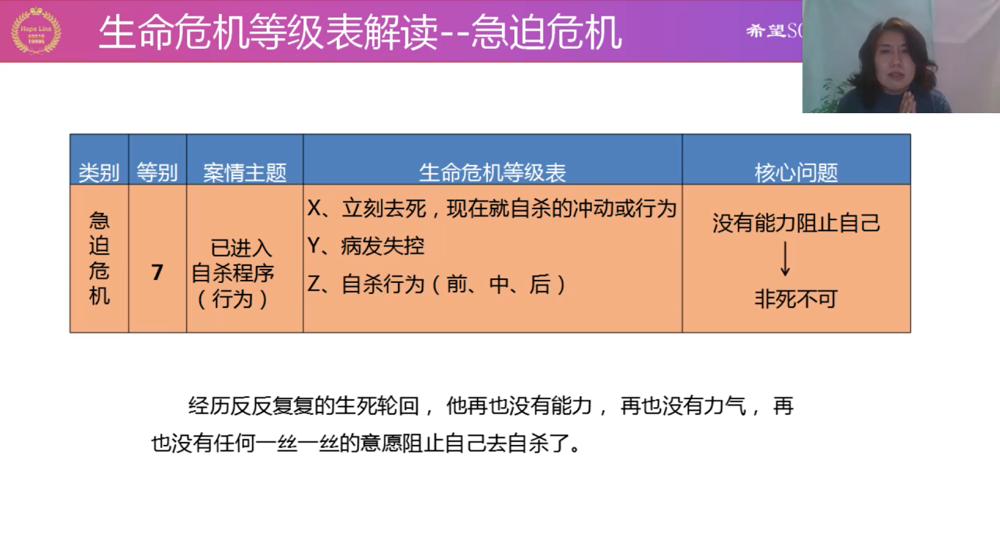 Hope Line
40016
19995
生命危机等级表解读--急迫危机
希望SO
类别
等别
案情主题
生命危机等级表
核心问题
急
迫
危
机
7
已进入
自杀程序
（行为）
X、立刻去死，现在就自杀的冲动或行为
Y、病发失控
Z、自杀行为（前、中、后）
没有能力阻止自己
非死不可
经历反反复复的生死轮回， 他再也没有能力， 再也没有力气， 再
也没有任何一丝一丝的意愿阻止自己去自杀了。